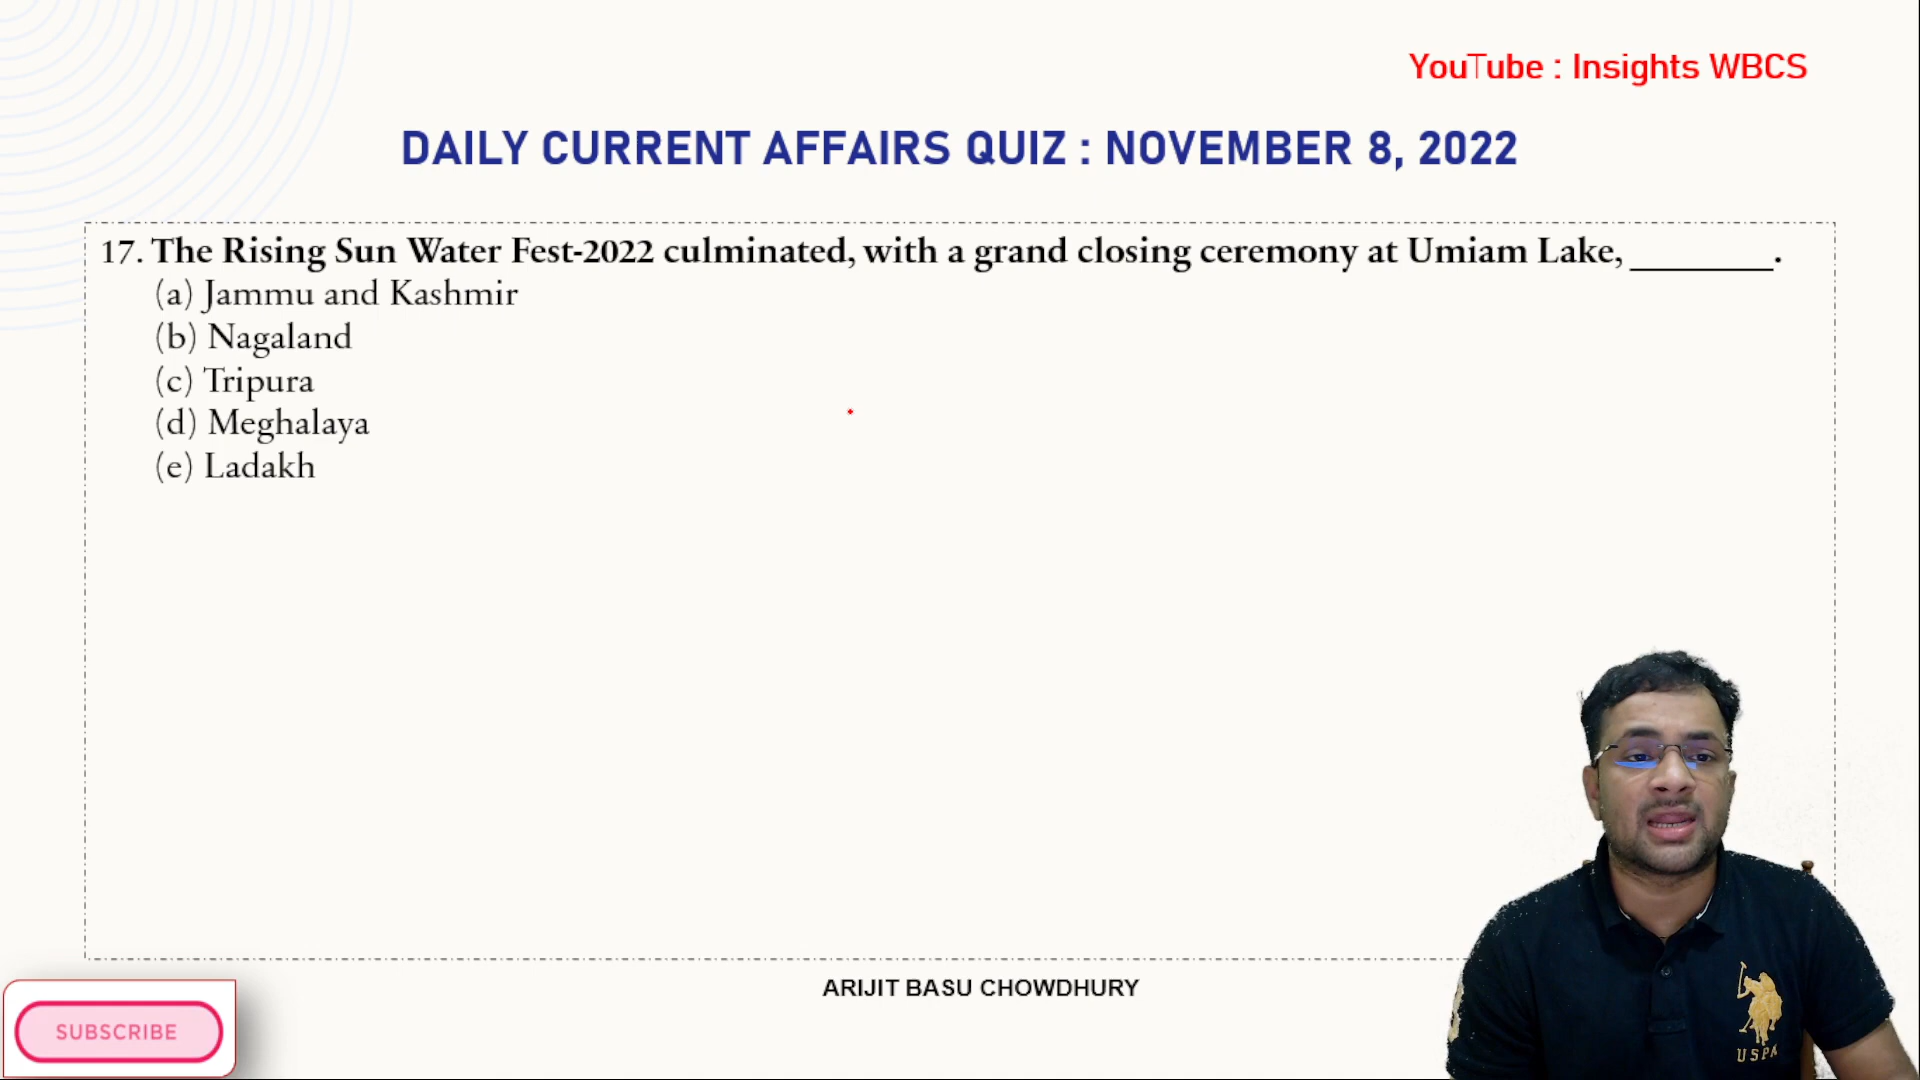 YouTube : Insights WBCS
DAILY CURRENT AFFAIRS QUIZ : NOVEMBER 8, 2022
17. The Rising Sun Water Fest-2022 culminated, with a grand closing ceremony at Umiam Lake, ________.
(a) Jammu and Kashmir
(b) Nagaland
(c) Tripura
(d) Meghalaya
(e) Ladakh
ARIJIT BASU CHOWDHURY
SUBSCRIBE
USPA